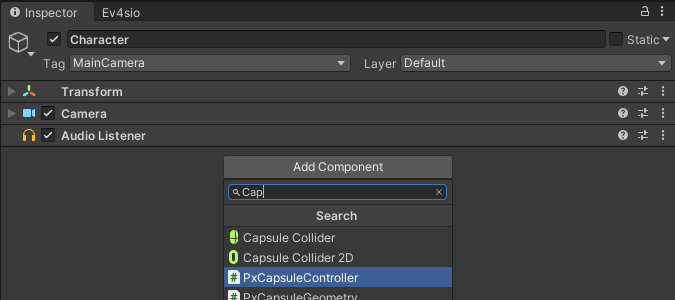 Inspector Ev4sio
Character Static
Tag MainCamera Layer Default
Transform
Camera
Audio Listener
Add Component
Cap
Search
Capsule Collider
Capsule Collider 2D
# PxCapsuleController
# PxCapsuleGeometry